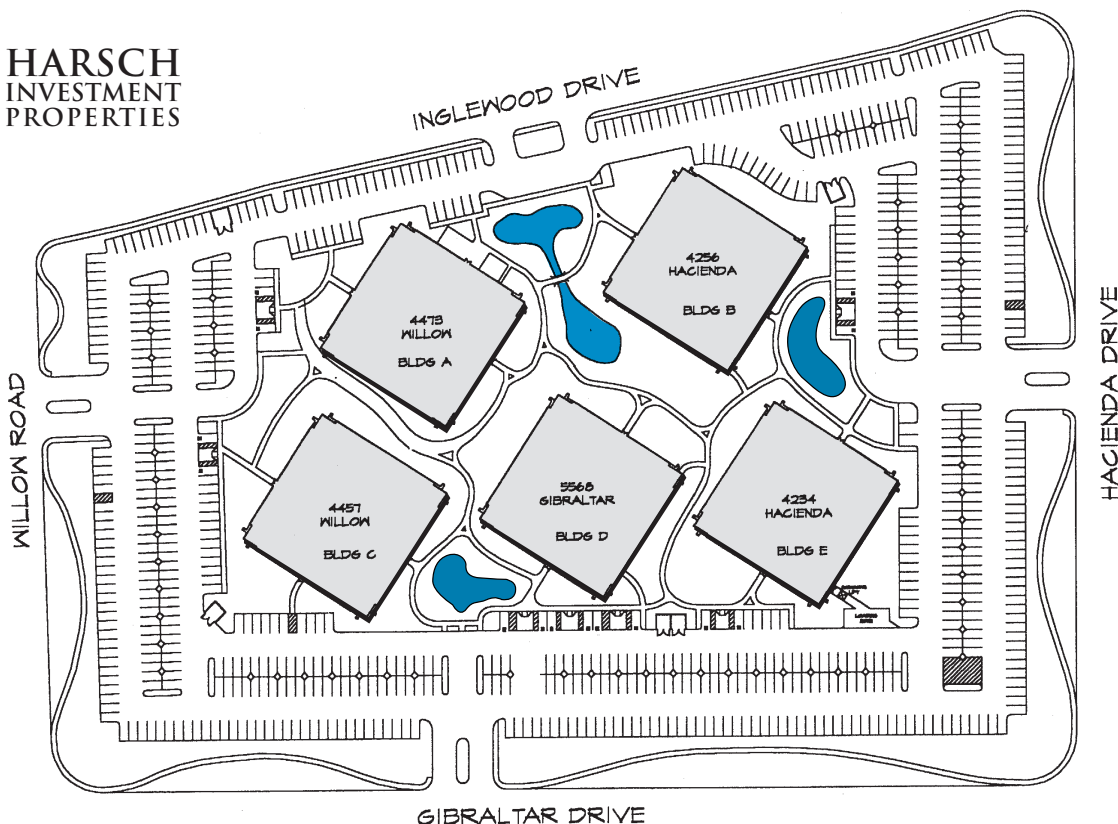 HARSCH
INVESTMENT
PROPERTIES
INGLEWOOD DRIVE
4256
HACIENDA
BLDG B
4473
WILLOW
BLDG A
HACIENDA DRIVE
WILLOW ROAD
5568
GIBRALTAR
BLDG D
4234
HACIENDA
BLDG E
4457
WILLOW
BLDG C
GIBRALTAR DRIVE